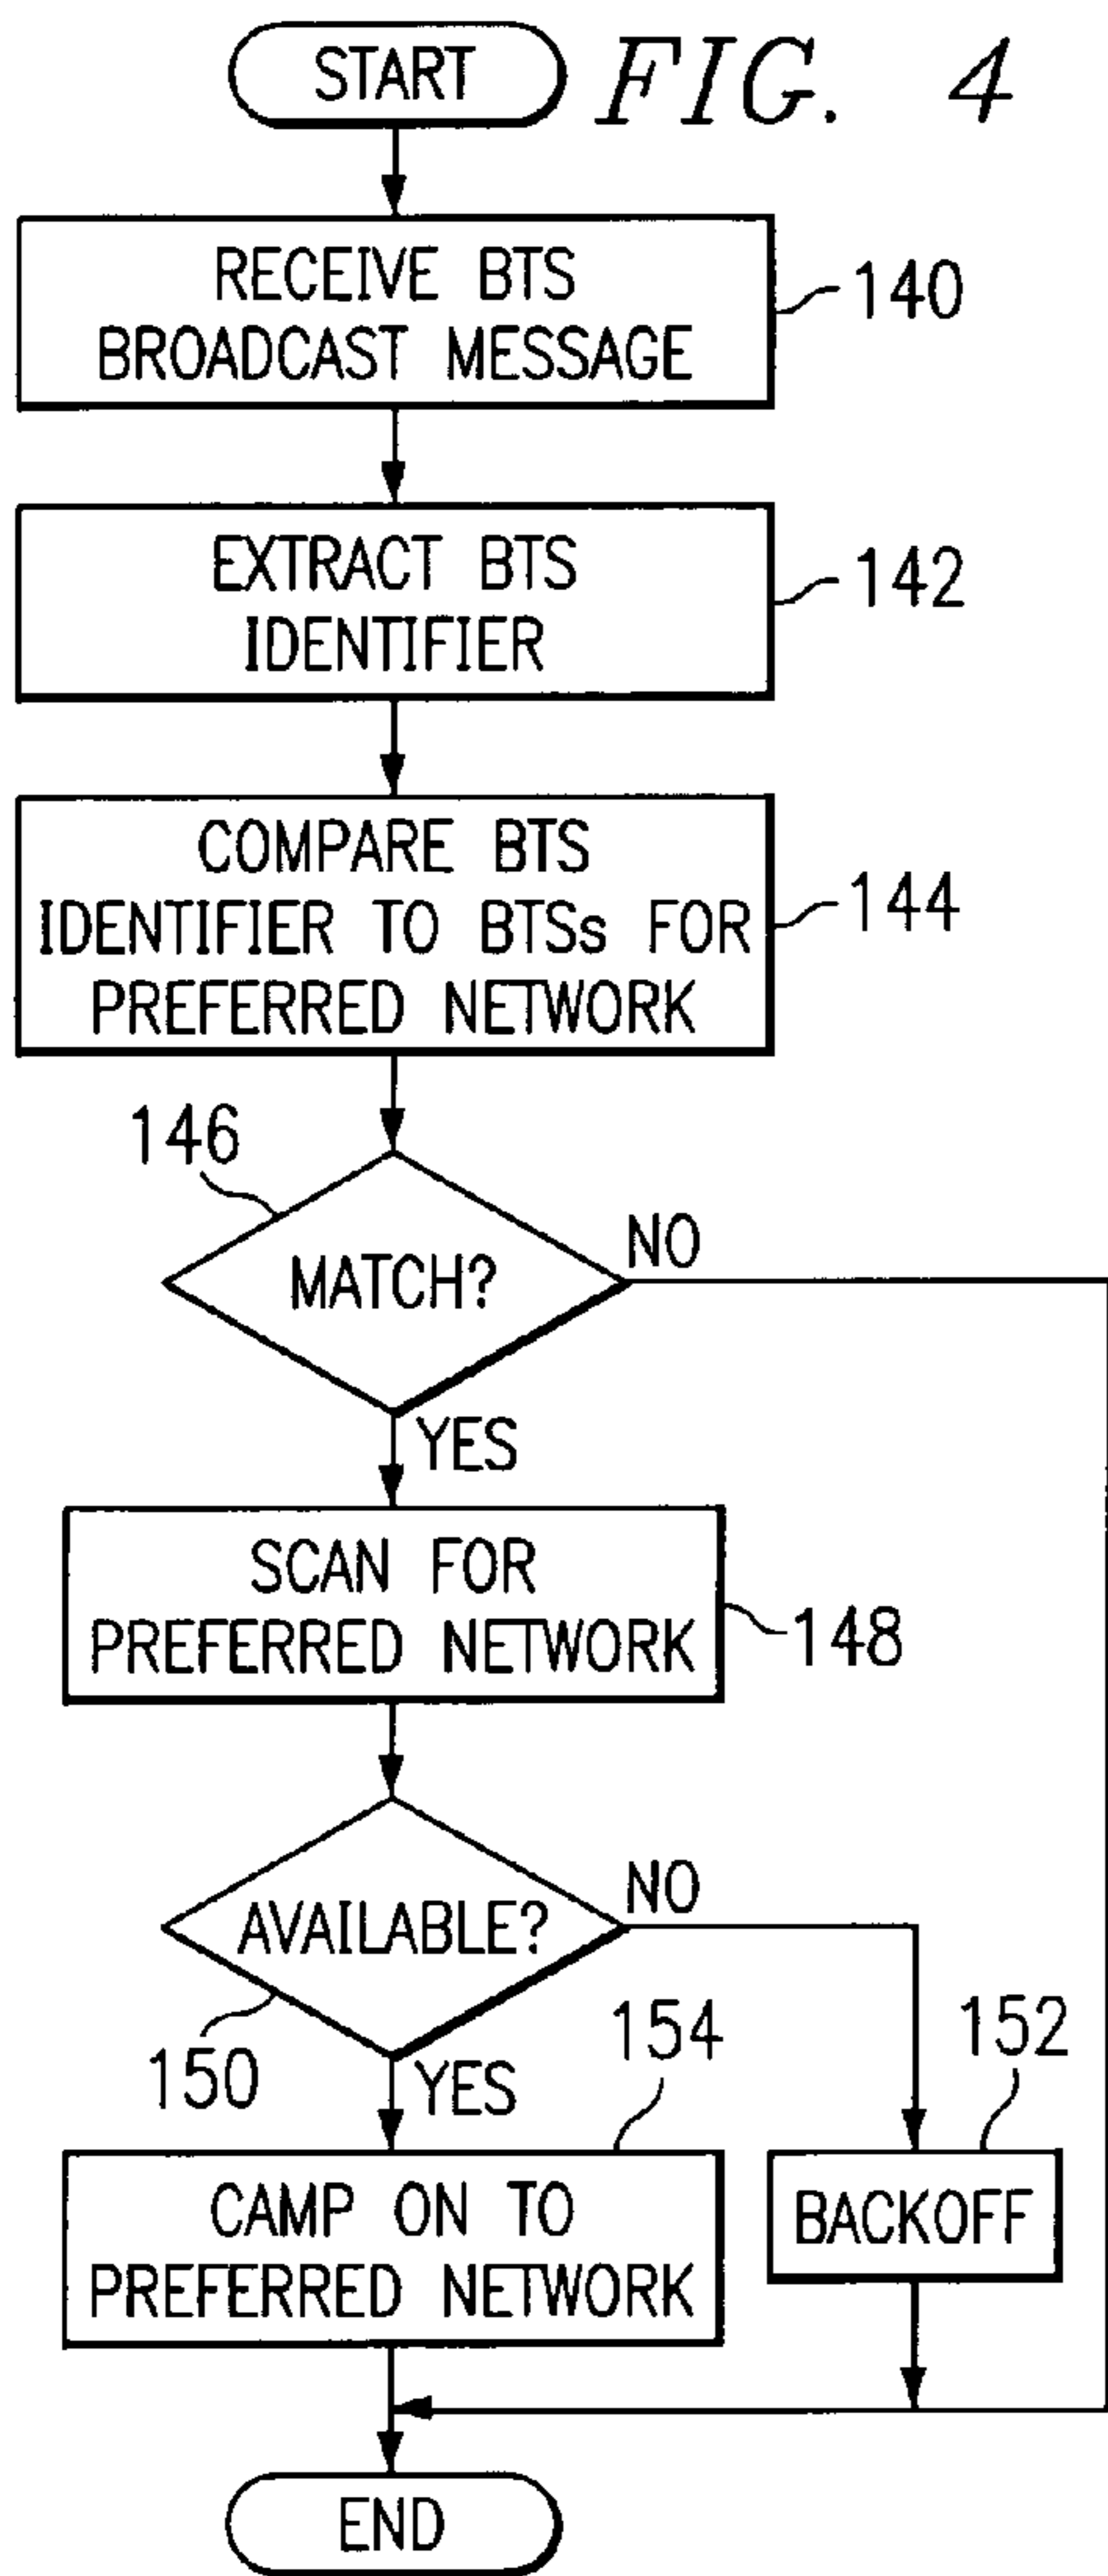 START
FIG. 4
RECEIVE BTS
BROADCAST MESSAGE
140
EXTRACT BTS
IDENTIFIER
142
COMPARE BTS
IDENTIFIER TO BTSs FOR
PREFERRED NETWORK
144
146
MATCH?
NO
YES
SCAN FOR
PREFERRED NETWORK
148
AVAILABLE?
NO
150
YES
154
152
CAMP ON TO
PREFERRED NETWORK
BACKOFF
END